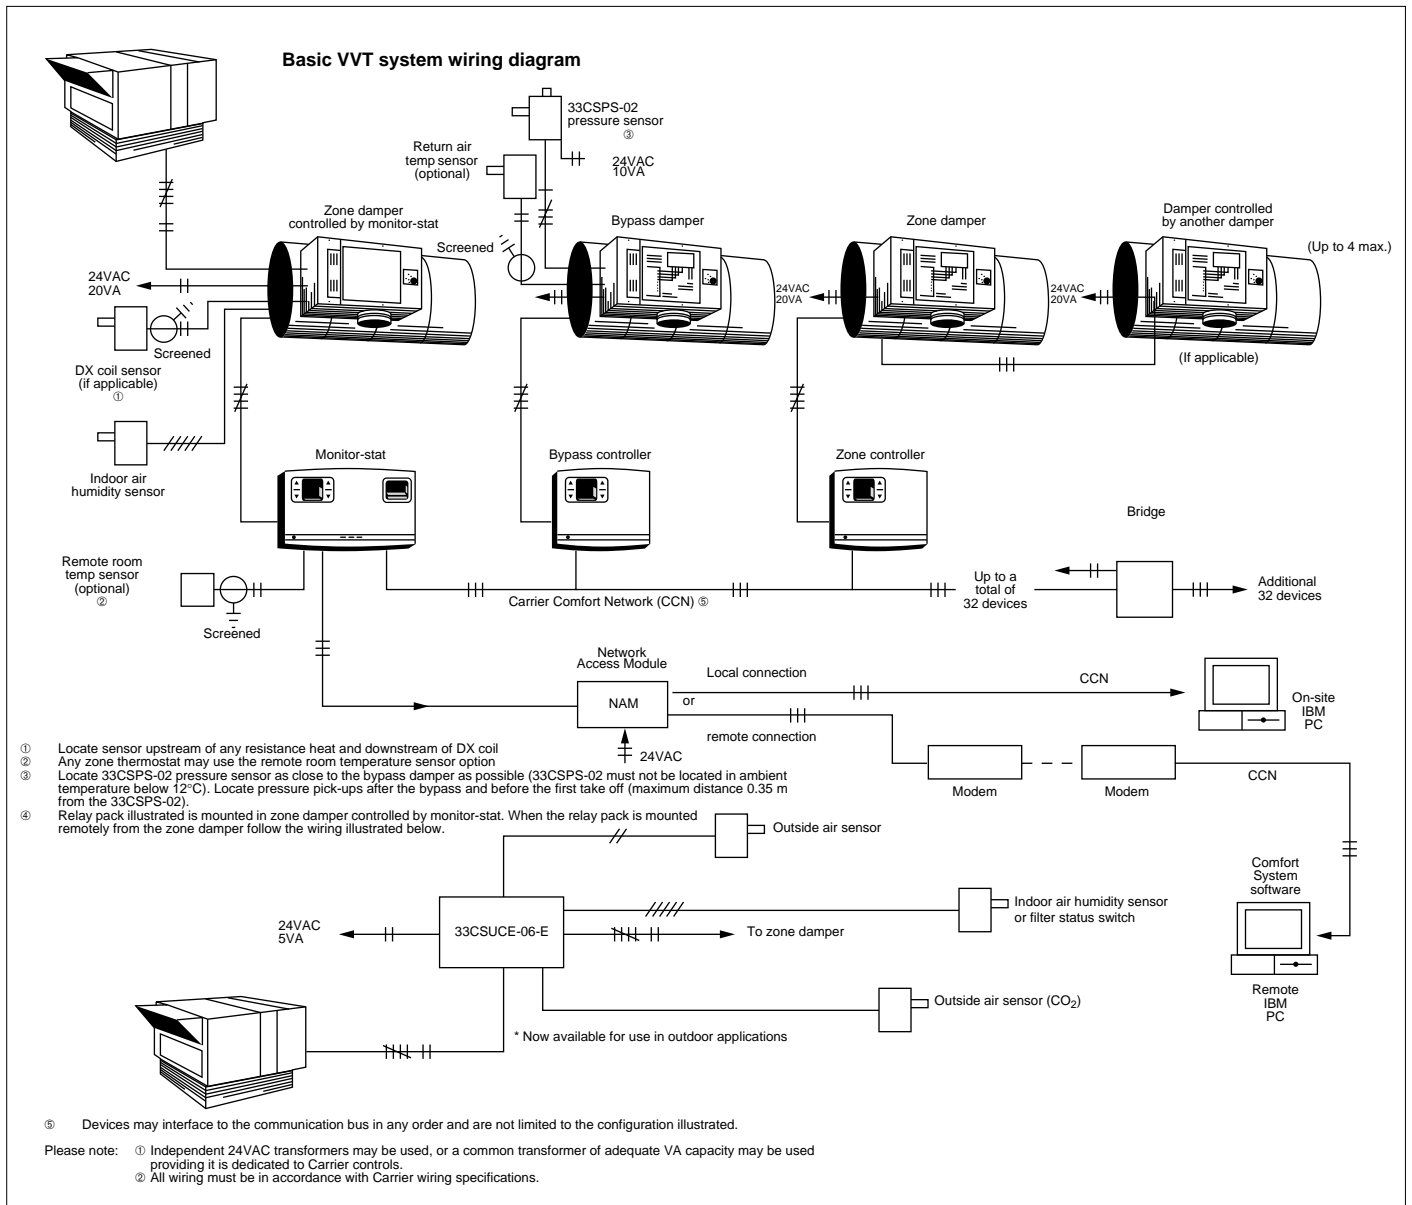 Basic VVT system wiring diagram
33CSPS-02
pressure sensor
③
24VAC
10VA
Return air
temp sensor
(optional)
Zone damper
controlled by monitor-stat
Screened
Bypass damper
Zone damper
Damper controlled
by another damper
(Up to 4 max.)
24VAC
20VA
24VAC
20VA
24VAC
20VA
Screened
DX coil sensor
(if applicable)
①
(If applicable)
Indoor air
humidity sensor
Monitor-stat
Bypass controller
Zone controller
Bridge
Remote room
temp sensor
(optional)
②
Screened
Carrier Comfort Network (CCN) ⑤
Up to a
total of
32 devices
Additional
32 devices
Network
Access Module
NAM
Local connection
or
remote connection
24VAC
CCN
On-site
IBM
PC
Modem
Modem
CCN
① Locate sensor upstream of any resistance heat and downstream of DX coil
② Any zone thermostat may use the remote room temperature sensor option
③ Locate 33CSPS-02 pressure sensor as close to the bypass damper as possible (33CSPS-02 must not be located in ambient
temperature below 12°C). Locate pressure pick-ups after the bypass and before the first take off (maximum distance 0.35 m
from the 33CSPS-02).
④ Relay pack illustrated is mounted in zone damper controlled by monitor-stat. When the relay pack is mounted
remotely from the zone damper follow the wiring illustrated below.
Outside air sensor
Comfort
System
software
24VAC
5VA
33CSUCE-06-E
Indoor air humidity sensor
or filter status switch
To zone damper
Remote
IBM
PC
Outside air sensor (CO2)
* Now available for use in outdoor applications
⑤ Devices may interface to the communication bus in any order and are not limited to the configuration illustrated.
Please note: ① Independent 24VAC transformers may be used, or a common transformer of adequate VA capacity may be used
providing it is dedicated to Carrier controls.
② All wiring must be in accordance with Carrier wiring specifications.